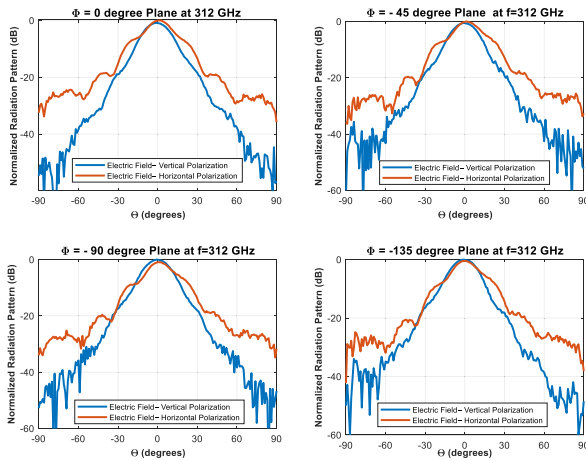 Φ = 0 degree Plane at 312 GHz
Normalized Radiation Pattern (dB)
0
-20
-40
Electric Field− Vertical Polarization
Electric Field− Horizontal Polarization
-90 -60 -30 0 30 60 90
Θ (degrees)
Φ = - 45 degree Plane at f=312 GHz
Normalized Radiation Pattern (dB)
0
-20
-40
-60
Electric Field− Vertical Polarization
Electric Field− Horizontal Polarization
-90 -60 -30 0 30 60 90
Θ (degrees)
Φ = - 90 degree Plane at f=312 GHz
Normalized Radiation Pattern (dB)
0
-20
-40
-60
Electric Field− Vertical Polarization
Electric Field− Horizontal Polarization
-90 -60 -30 0 30 60 90
Θ (degrees)
Φ = -135 degree Plane at f=312 GHz
Normalized Radiation Pattern (dB)
0
-20
-40
-60
Electric Field− Vertical Polarization
Electric Field− Horizontal Polarization
-90 -60 -30 0 30 60 90
Θ (degrees)